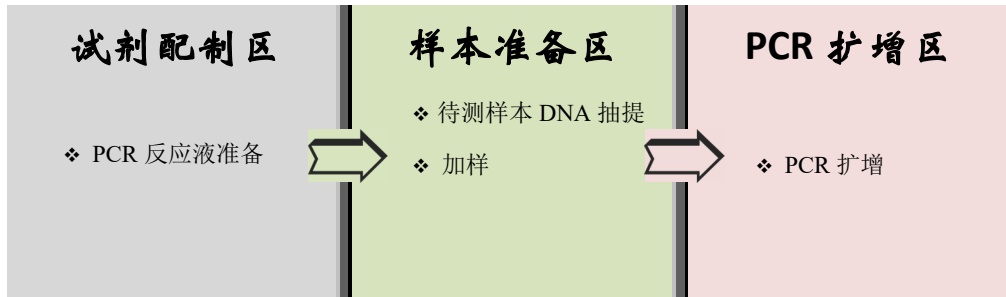 试剂配制区
❖ PCR 反应液准备
样本准备区
❖ 待测样本 DNA 抽提
❖ 加样
PCR 扩增区
❖ PCR 扩增